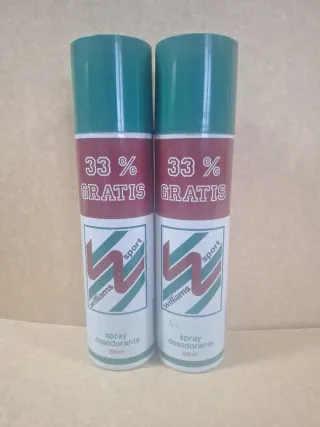 33 %
GRATIS
williams sport
spray
desodorante
33 %
GRATIS
williams sport
spray
desodorante